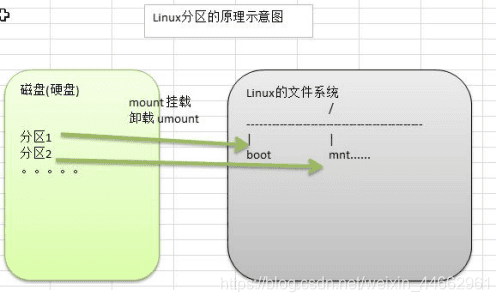 Linux分区的原理示意图
磁盘(硬盘)
分区1
分区2
。。。。。
mount 挂载
卸载 umount
Linux的文件系统
/
------------------------------------------------
| |
boot mnt......
https://blog.csdn.net/weixin_44662961